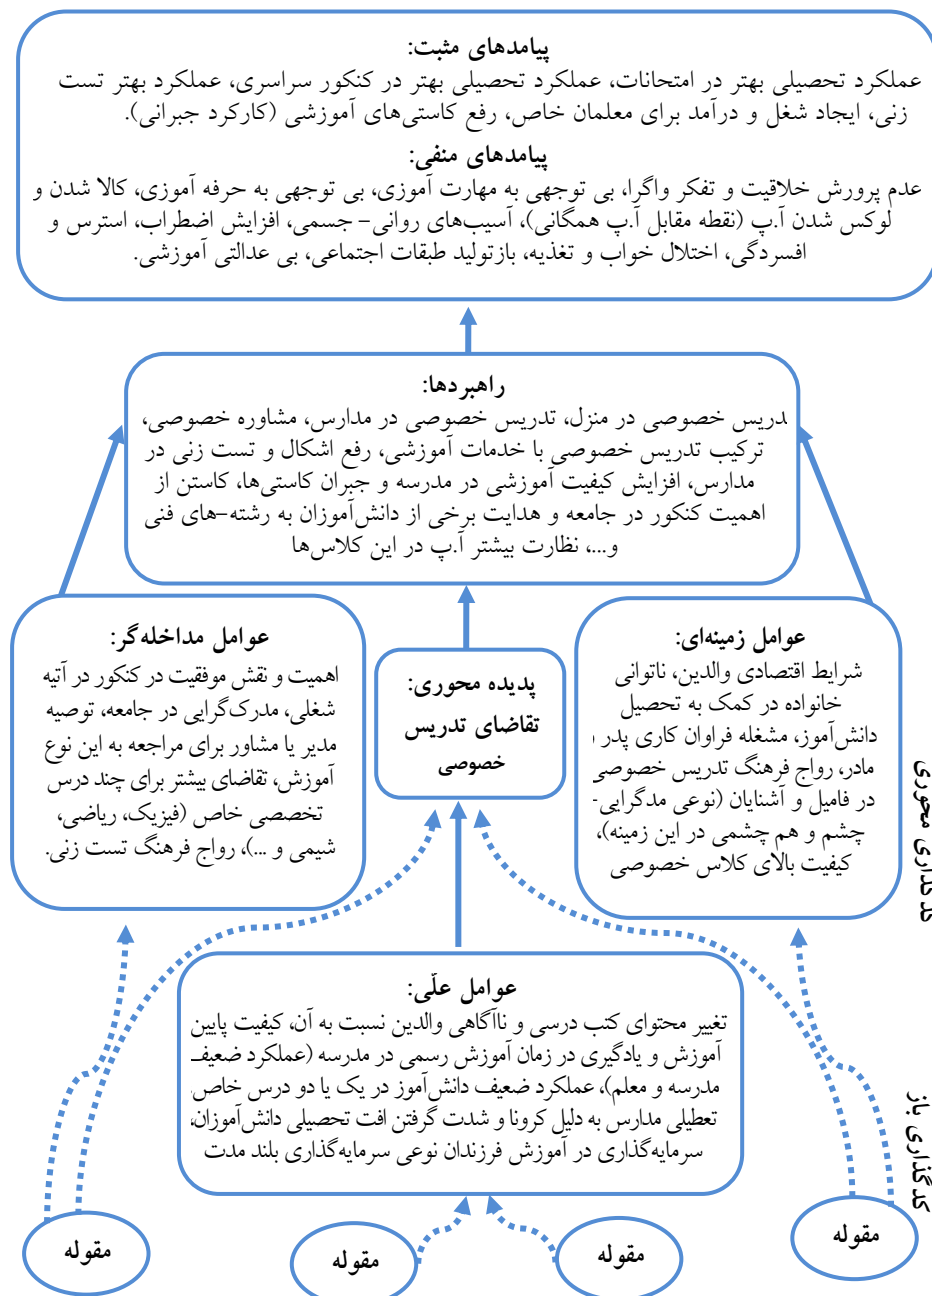 پیامدهای مثبت:
عملکرد تحصیلی بهتر در امتحانات، عملکرد تحصیلی بهتر در کنکور سراسری، عملکرد بهتر تست
زنی، ایجاد شغل و درآمد برای معلمان خاص، رفع کاستی‌های آموزشی (کارکرد جبرانی).
پیامدهای منفی:
عدم پرورش خلاقیت و تفکر واگرا، بی توجهی به مهارت آموزی، بی توجهی به حرفه آموزی، کالا شدن و
لوکس شدن آ.پ (نقطه مقابل آ.پ همگانی)، آسیب‌های روانی- جسمی، افزایش اضطراب، استرس و
افسردگی، اختلال خواب و تغذیه، بازتولید طبقات اجتماعی، بی عدالتی آموزشی.
راهبردها:
تدریس خصوصی در منزل، تدریس خصوصی در مدارس، مشاوره خصوصی،
ترکیب تدریس خصوصی با خدمات آموزشی، رفع اشکال و تست زنی در
مدارس، افزایش کیفیت آموزشی در مدرسه و جبران کاستی‌ها، کاستن از
اهمیت کنکور در جامعه و هدایت برخی از دانش‌آموزان به رشته-های فنی
و...، نظارت بیشتر آ.پ در این کلاس‌ها
عوامل زمینه‌ای:
شرایط اقتصادی والدین، ناتوانی
خانواده در کمک به تحصیل
دانش‌آموز، مشغله فراوان کاری پدر و
مادر، رواج فرهنگ تدریس خصوصی
در فامیل و آشنایان (نوعی مدگرایی-
چشم و هم چشمی در این زمینه)،
کیفیت بالای کلاس خصوصی
پدیده محوری:
تقاضای تدریس
خصوصی
عوامل مداخله‌گر:
اهمیت و نقش موفقیت در کنکور در آتیه
شغلی، مدرک‌گرایی در جامعه، توصیه
مدیر یا مشاور برای مراجعه به این نوع
آموزش، تقاضای بیشتر برای چند درس
تخصصی خاص (فیزیک، ریاضی،
شیمی و ...)، رواج فرهنگ تست زنی.
کدگذاری محوری
عوامل علّی:
تغییر محتوای کتب درسی و ناآگاهی والدین نسبت به آن، کیفیت پایین
آموزش و یادگیری در زمان آموزش رسمی در مدرسه (عملکرد ضعیف
مدرسه و معلم)، عملکرد ضعیف دانش‌آموز در یک یا دو درس خاص،
تعطیلی مدارس به دلیل کرونا و شدت گرفتن افت تحصیلی دانش‌آموزان،
سرمایه‌گذاری در آموزش فرزندان نوعی سرمایه‌گذاری بلند مدت
کدگذاری باز
مقوله
مقوله
مقوله
مقوله